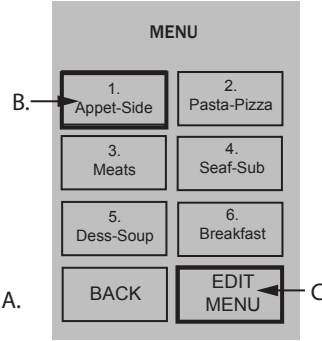 MENU
B.
1.
Appet-Side
2.
Pasta-Pizza
3.
Meats
4.
Seaf-Sub
5.
Dess-Soup
6.
Breakfast
A.
BACK
EDIT
MENU
C